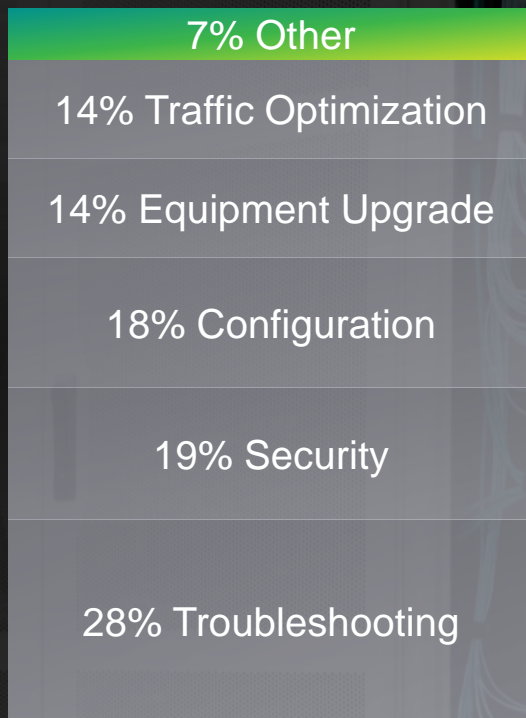 7% Other
14% Traffic Optimization
14% Equipment Upgrade
18% Configuration
19% Security
28% Troubleshooting